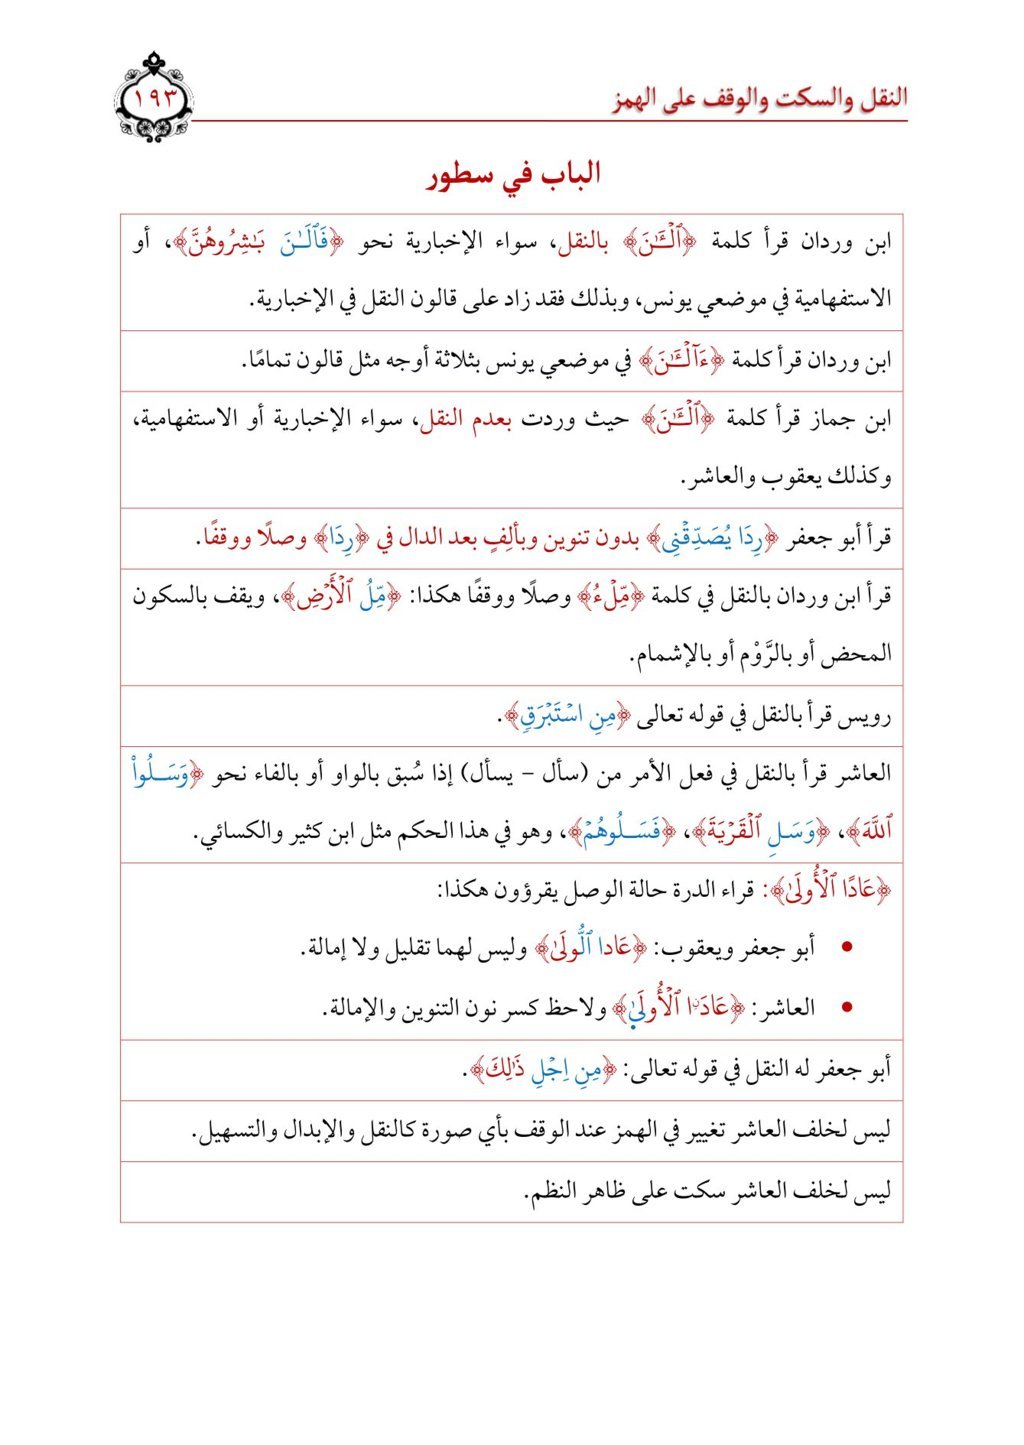 النقل والسكت والوقف على الهمز
١٩٣
الباب في سطور
ابن وردان قرأ كلمة ﴿ٱلۡـَٰٔنَ﴾ بالنقل، سواء الإخبارية نحو ﴿فَٱلَـٰنَ بَـٰشِرُوهُنَّ﴾، أو
الاستفهامية في موضعي يونس، وبذلك فقد زاد على قالون النقل في الإخبارية.
ابن وردان قرأ كلمة ﴿ءَآلۡـَٰٔنَ﴾ في موضعي يونس بثلاثة أوجه مثل قالون تمامًا.
ابن جماز قرأ كلمة ﴿ٱلۡـَٰٔنَ﴾ حيث وردت بعدم النقل، سواء الإخبارية أو الاستفهامية،
وكذلك يعقوب والعاشر.
قرأ أبو جعفر ﴿رِدَا يُصَدِّقۡنِى﴾ بدون تنوين وبألِفٍ بعد الدال في ﴿رِدَا﴾ وصلًا ووقفًا.
قرأ ابن وردان بالنقل في كلمة ﴿مِّلۡءُ﴾ وصلًا ووقفًا هكذا: ﴿مِّلُ ٱلۡأَرۡضِ﴾، ويقف بالسكون
المحض أو بالرَّوْم أو بالإشمام.
رويس قرأ بالنقل في قوله تعالى ﴿مِنِ اسۡتَبۡرَقٖ﴾.
العاشر قرأ بالنقل في فعل الأمر من (سأل – يسأل) إذا سُبق بالواو أو بالفاء نحو ﴿وَسَـلُواْ
ٱللَّهَ﴾، ﴿وَسَـلِ ٱلۡقَرۡيَةَ﴾، ﴿فَسَـلُوهُمۡ﴾، وهو في هذا الحكم مثل ابن كثير والكسائي.
﴿عَادًا ٱلۡأُولَىٰ﴾: قراء الدرة حالة الوصل يقرؤون هكذا:
• أبو جعفر ويعقوب: ﴿عَادا ٱلُّولَىٰ﴾ وليس لهما تقليل ولا إمالة.
• العاشر: ﴿عَادَۨا ٱلۡأُولَىٰ﴾ ولاحظ كسر نون التنوين والإمالة.
أبو جعفر له النقل في قوله تعالى: ﴿مِنِ اِجۡلِ ذَٰلِكَ﴾.
ليس لخلف العاشر تغيير في الهمز عند الوقف بأي صورة كالنقل والإبدال والتسهيل.
ليس لخلف العاشر سكت على ظاهر النظم.